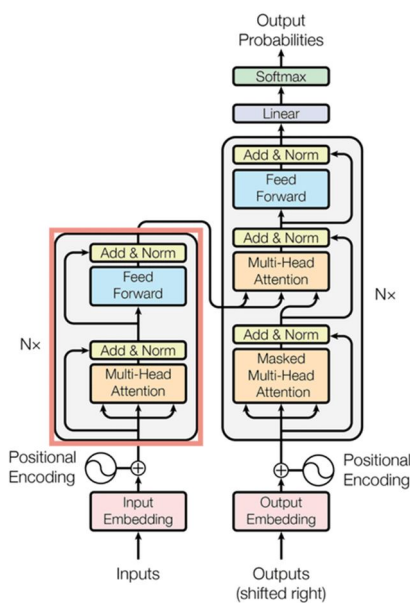 Output
Probabilities
Softmax
Linear
Add & Norm
Feed
Forward
Add & Norm
Multi-Head
Attention
Nx
Add & Norm
Masked
Multi-Head
Attention
Add & Norm
Feed
Forward
Nx
Add & Norm
Multi-Head
Attention
Positional
Encoding
Positional
Encoding
Input
Embedding
Output
Embedding
Inputs
Outputs
(shifted right)